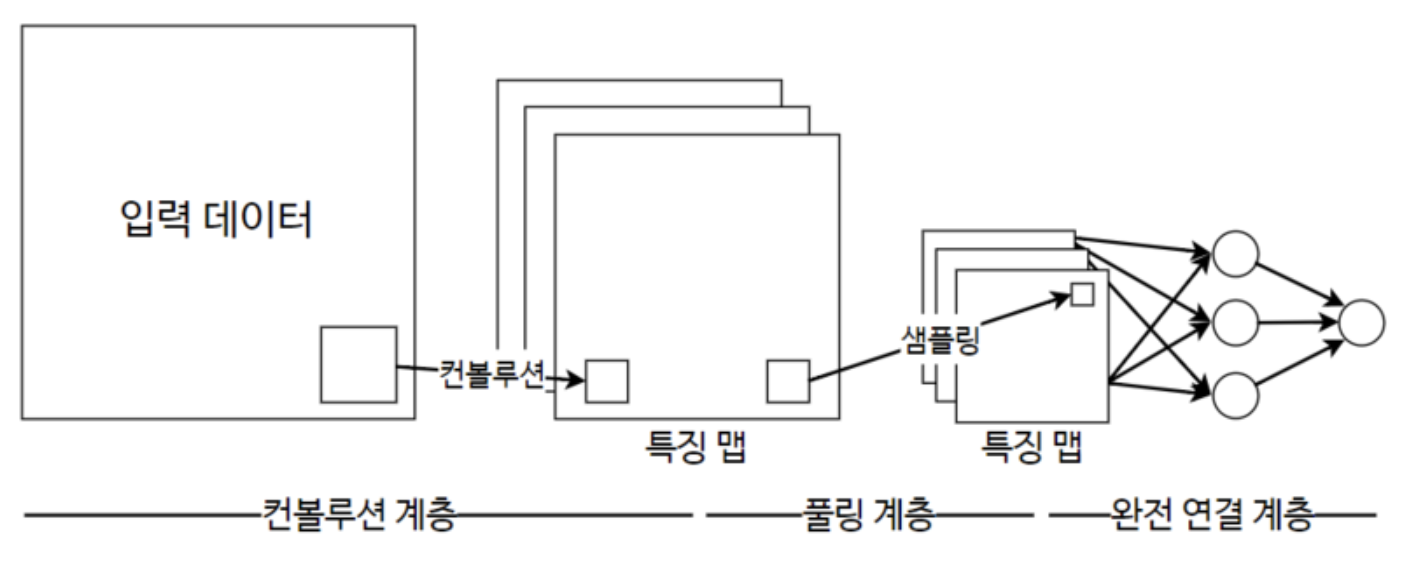 입력 데이터
컨볼루션
샘플링
특징 맵
특징 맵
컨볼루션 계층
풀링 계층
완전 연결 계층